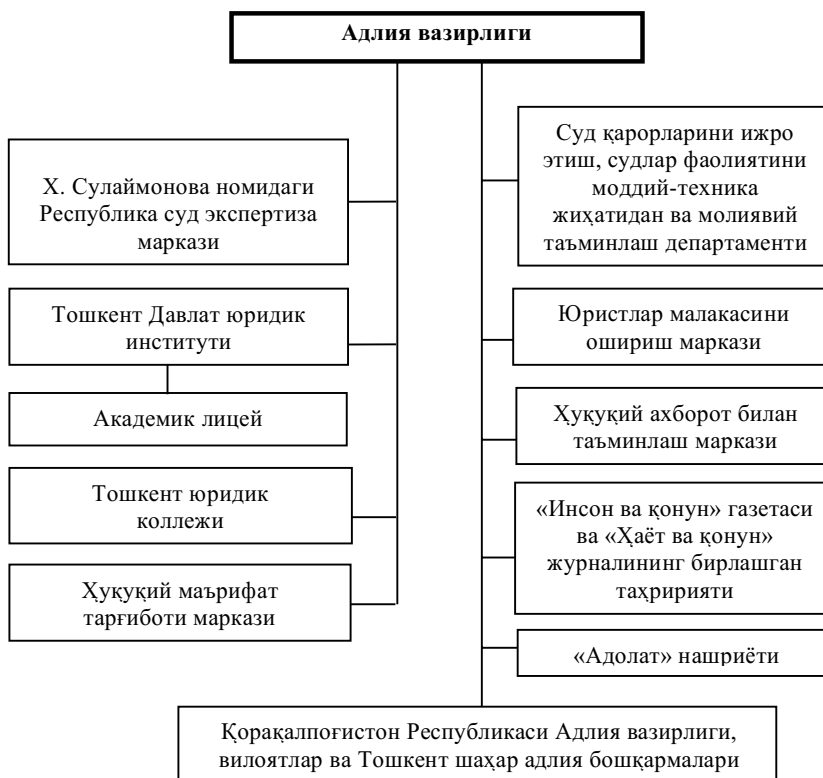 Адлия вазирлиги
Х. Сулаймонова номидаги
Республика суд экспертиза
маркази
Тошкент Давлат юридик
институти
Академик лицей
Тошкент юридик
коллежи
Ҳуқуқий маърифат
тарғиботи маркази
Суд қарорларини ижро
этиш, судлар фаолиятини
моддий-техника
жиҳатидан ва молиявий
таъминлаш департаменти
Юристлар малакасини
ошириш маркази
Ҳуқуқий ахборот билан
таъминлаш маркази
«Инсон ва қонун» газетаси
ва «Ҳаёт ва қонун»
журналининг бирлашган
таҳририяти
«Адолат» нашриёти
Қорақалпоғистон Республикаси Адлия вазирлиги,
вилоятлар ва Тошкент шаҳар адлия бошқармалари